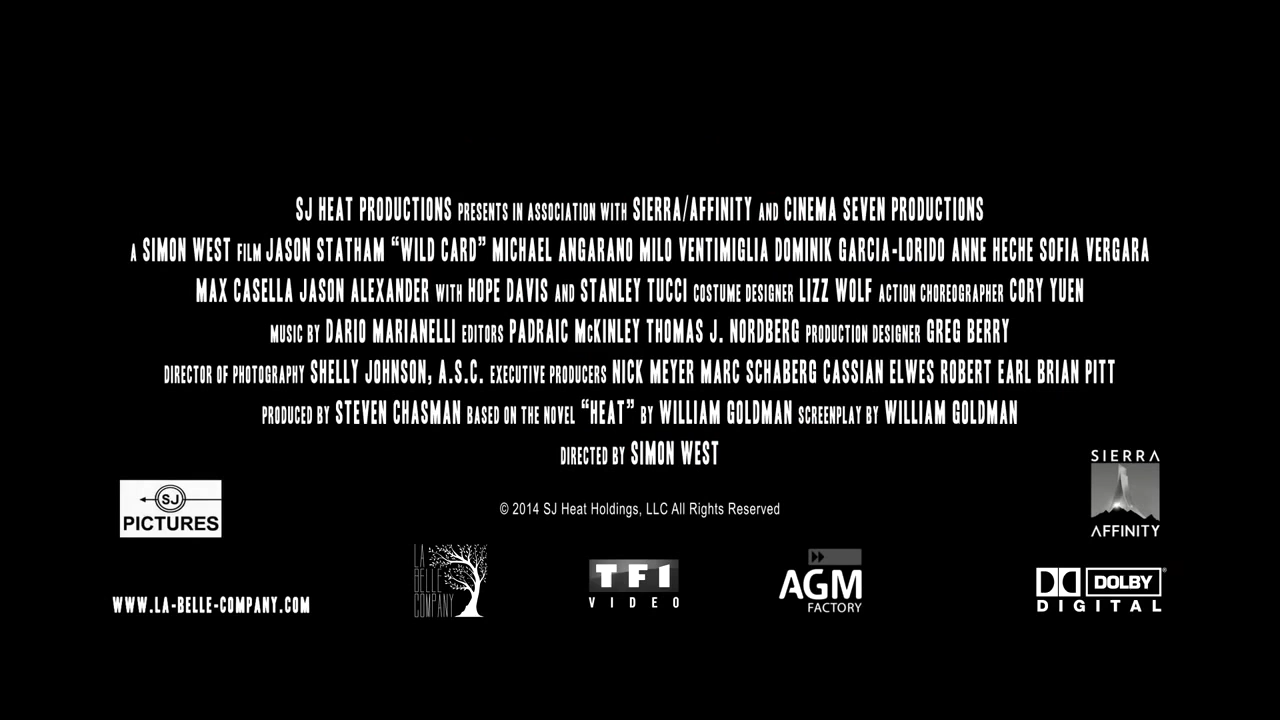 SJ HEAT PRODUCTIONS PRESENTS IN ASSOCIATION WITH SIERRA/AFFINITY AND CINEMA SEVEN PRODUCTIONS
A SIMON WEST FILM JASON STATHAM “WILD CARD” MICHAEL ANGARANO MILO VENTIMIGLIA DOMINIK GARCIA-LORIDO ANNE HECHE SOFIA VERGARA
MAX CASELLA JASON ALEXANDER WITH HOPE DAVIS AND STANLEY TUCCI COSTUME DESIGNER LIZZ WOLF ACTION CHOREOGRAPHER CORY YUEN
MUSIC BY DARIO MARIANELLI EDITORS PADRAIC McKINLEY THOMAS J. NORDBERG PRODUCTION DESIGNER GREG BERRY
DIRECTOR OF PHOTOGRAPHY SHELLY JOHNSON, A.S.C. EXECUTIVE PRODUCERS NICK MEYER MARC SCHABERG CASSIAN ELWES ROBERT EARL BRIAN PITT
PRODUCED BY STEVEN CHASMAN BASED ON THE NOVEL “HEAT” BY WILLIAM GOLDMAN SCREENPLAY BY WILLIAM GOLDMAN
DIRECTED BY SIMON WEST
SIERRA
AFFINITY
SJ
PICTURES
© 2014 SJ Heat Holdings, LLC All Rights Reserved
WWW.LA-BELLE-COMPANY.COM
LA
BELLE
COMPANY
TF1
VIDEO
AGM
FACTORY
DOLBY®
DIGITAL